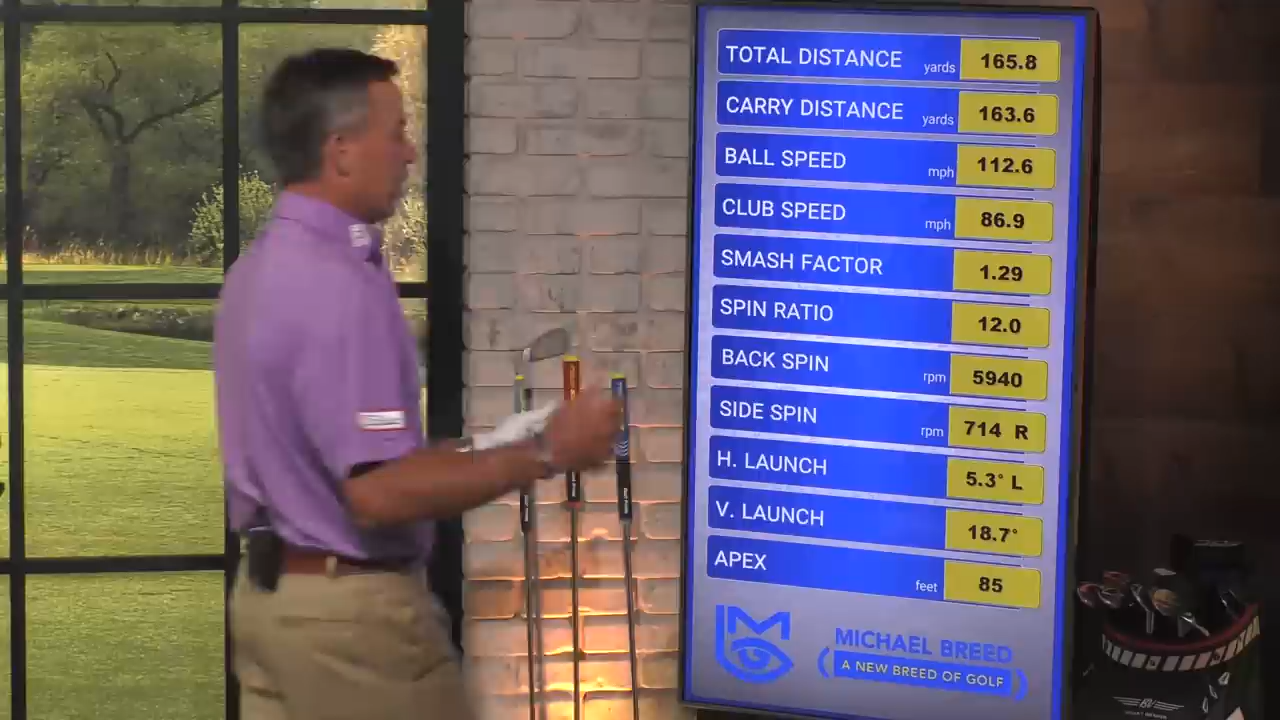 TOTAL DISTANCE yards 165.8
CARRY DISTANCE yards 163.6
BALL SPEED mph 112.6
CLUB SPEED mph 86.9
SMASH FACTOR 1.29
SPIN RATIO 12.0
BACK SPIN rpm 5940
SIDE SPIN rpm 714 R
H. LAUNCH 5.3° L
V. LAUNCH 18.7°
APEX feet 85
MICHAEL BREED
A NEW BREED OF GOLF